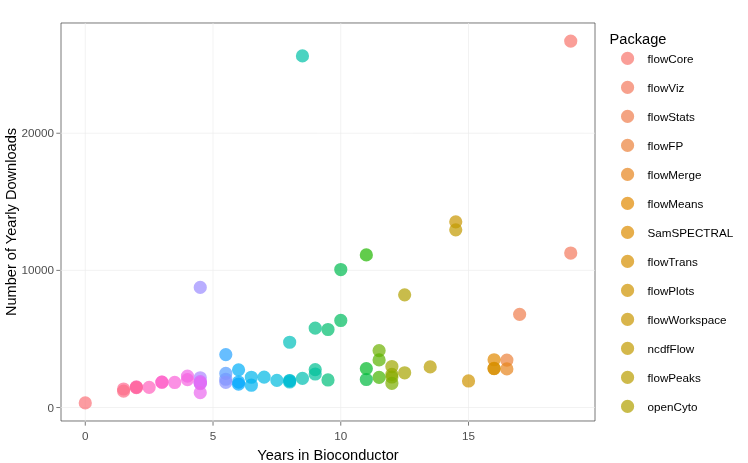 Number of Yearly Downloads
20000
10000
0
0
5
10
15
Years in Bioconductor
Package
flowCore
flowViz
flowStats
flowFP
flowMerge
flowMeans
SamSPECTRAL
flowTrans
flowPlots
flowWorkspace
ncdfFlow
flowPeaks
openCyto